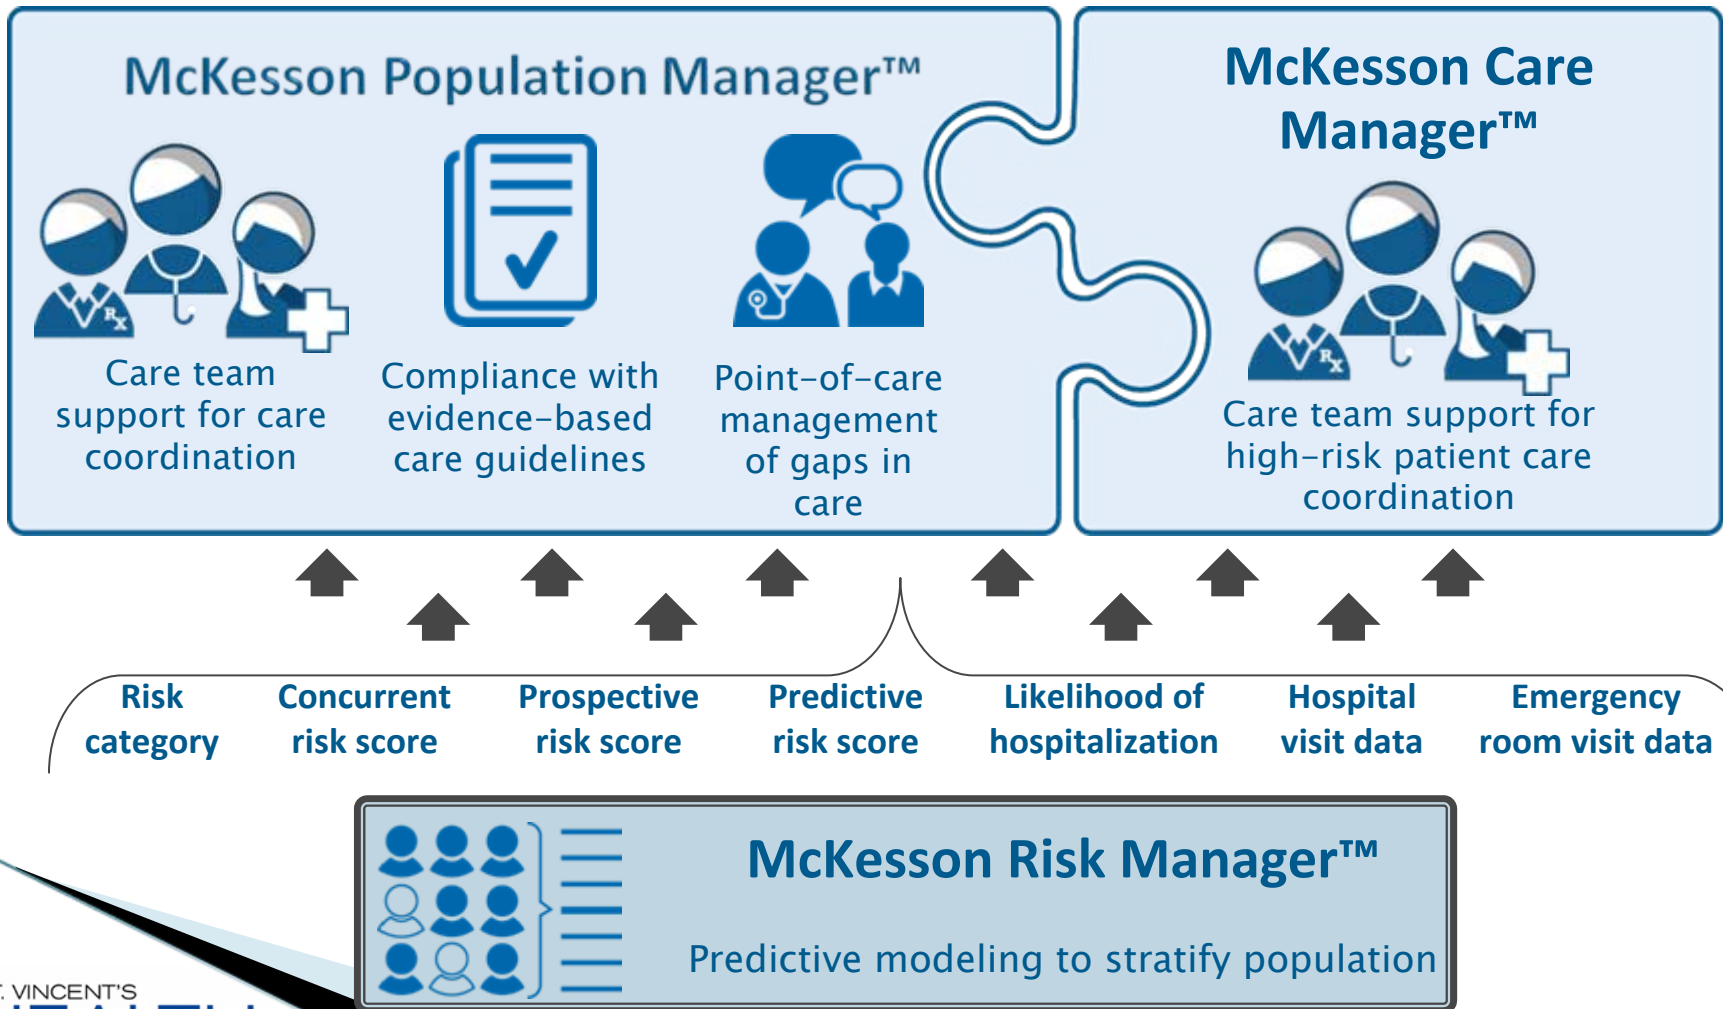 McKesson Population Manager™
McKesson Care
Manager™
Rx
Care team
support for care
coordination
Compliance with
evidence-based
care guidelines
Point-of-care
management
of gaps in
care
Rx
Care team support for
high-risk patient care
coordination
Risk
category
Concurrent
risk score
Prospective
risk score
Predictive
risk score
Likelihood of
hospitalization
Hospital
visit data
Emergency
room visit data
McKesson Risk Manager™
Predictive modeling to stratify population
VINCENT'S